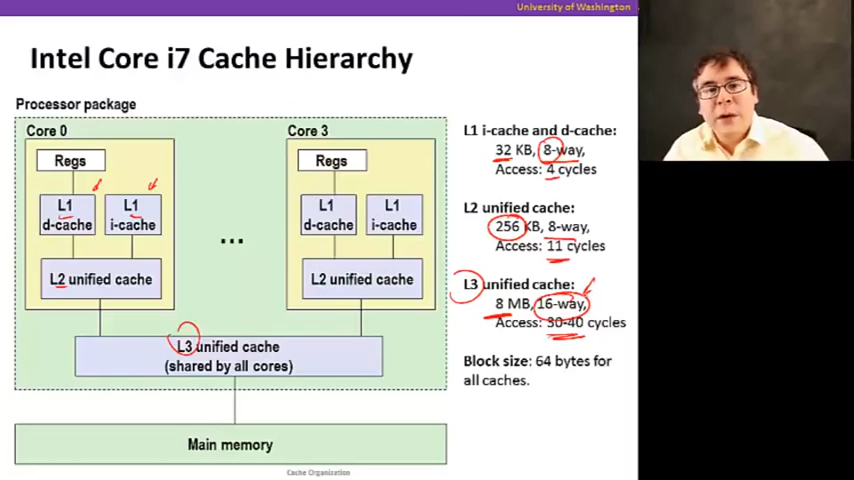 University of Washington
Intel Core i7 Cache Hierarchy
Processor package
Core 0
Core 3
Regs
Regs
L1
d-cache
L1
i-cache
L1
d-cache
L1
i-cache
...
L2 unified cache
L2 unified cache
L3 unified cache
(shared by all cores)
Main memory
L1 i-cache and d-cache:
32 KB, 8-way,
Access: 4 cycles
L2 unified cache:
256 KB, 8-way,
Access: 11 cycles
L3 unified cache:
8 MB, 16-way,
Access: 30-40 cycles
Block size: 64 bytes for
all caches.
Cache Organization